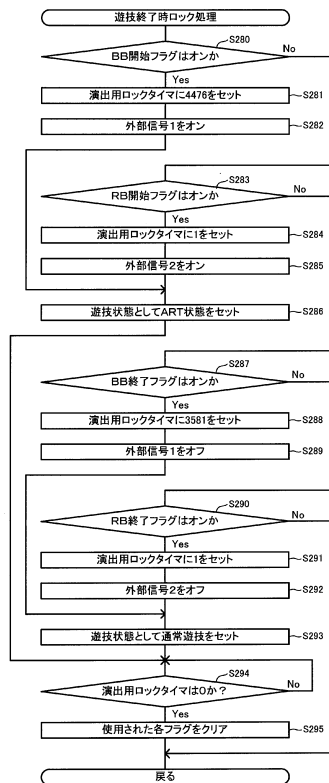 遊技終了時ロック処理
S280
BB開始フラグはオンか
No
Yes
演出用ロックタイマに4476をセット
S281
外部信号1をオン
S282
S283
RB開始フラグはオンか
No
Yes
演出用ロックタイマに1をセット
S284
外部信号2をオン
S285
遊技状態としてART状態をセット
S286
S287
BB終了フラグはオンか
No
Yes
演出用ロックタイマに3581をセット
S288
外部信号1をオフ
S289
S290
RB終了フラグはオンか
No
Yes
演出用ロックタイマに1をセット
S291
外部信号2をオフ
S292
遊技状態として通常遊技をセット
S293
S294
演出用ロックタイマは0か？
No
Yes
使用された各フラグをクリア
S295
戻る